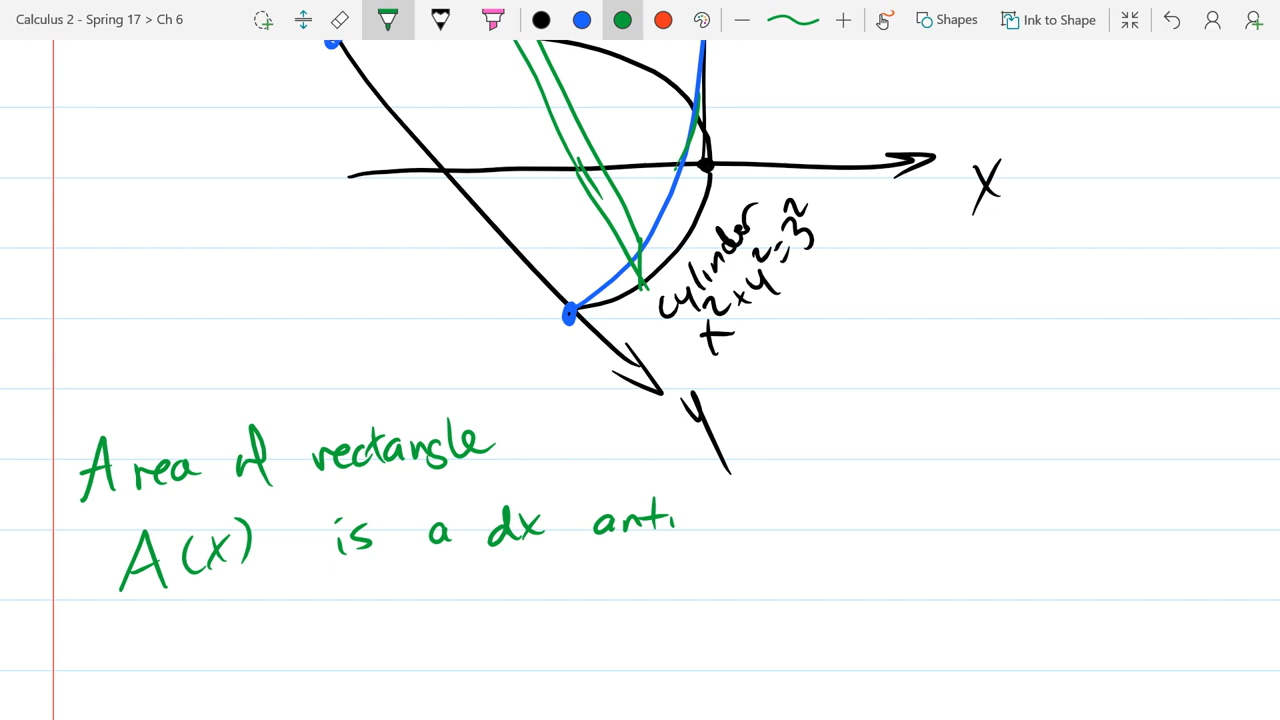 Calculus 2 - Spring 17 > Ch 6
Shapes
Ink to Shape
X
cylinder
x² + y² = 3²
y
Area of rectangle
A(x) is a dx anti